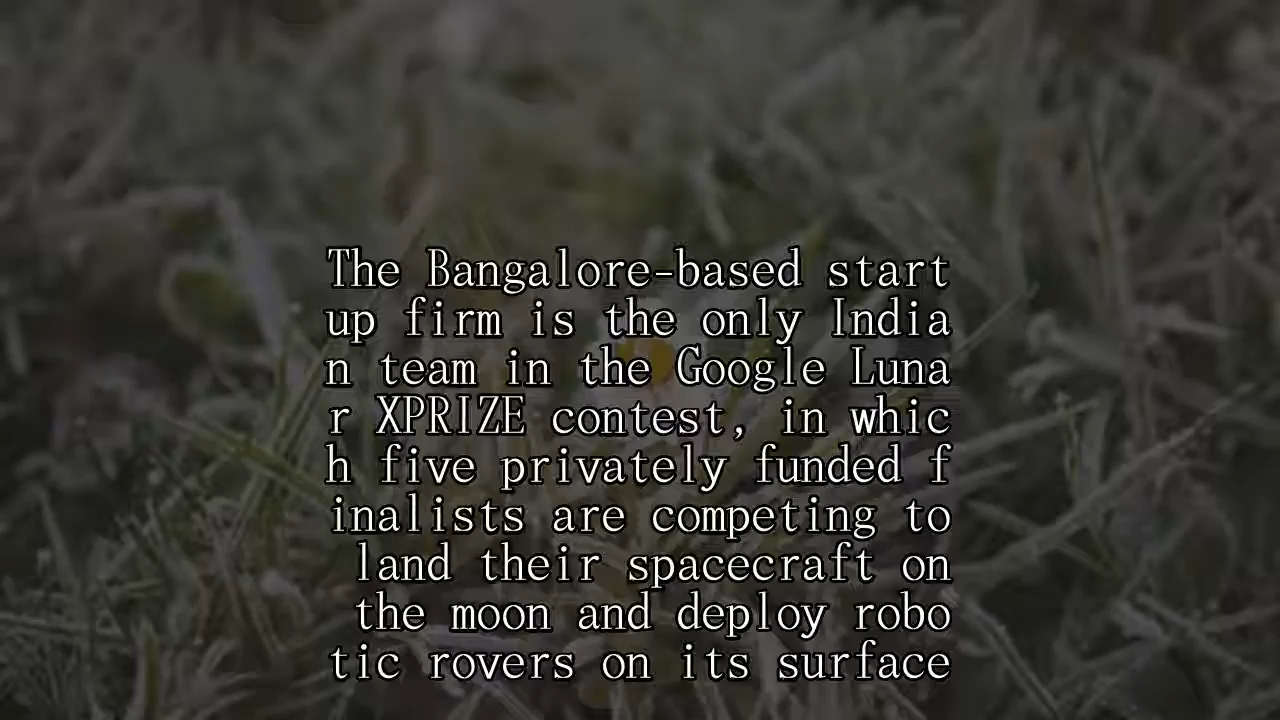 The Bangalore-based start
up firm is the only India
n team in the Google Luna
r XPRIZE contest, in whic
h five privately funded f
inalists are competing to
land their spacecraft on
the moon and deploy robo
tic rovers on its surface